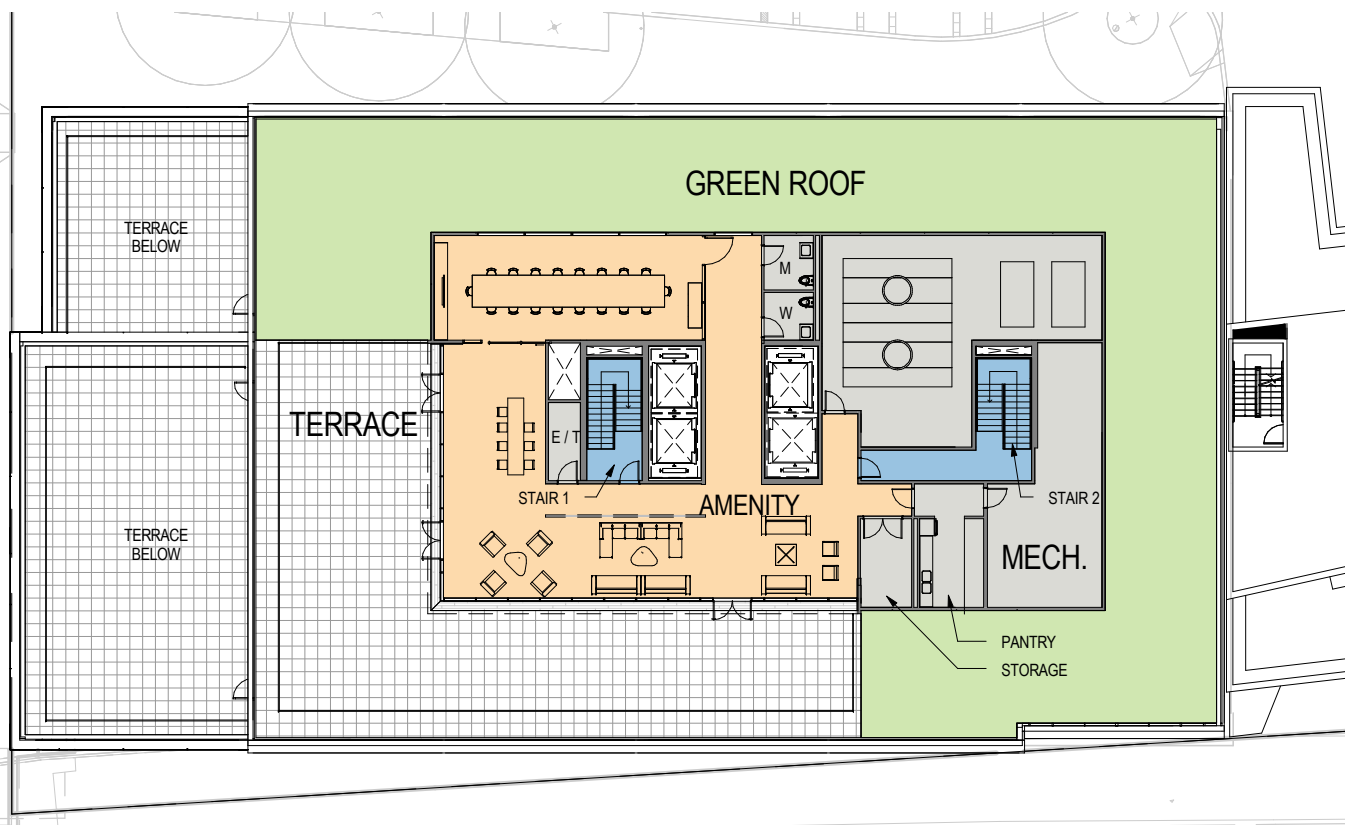 GREEN ROOF
TERRACE
BELOW
M
W
TERRACE
E / T
STAIR 1
AMENITY
STAIR 2
TERRACE
BELOW
MECH.
PANTRY
STORAGE